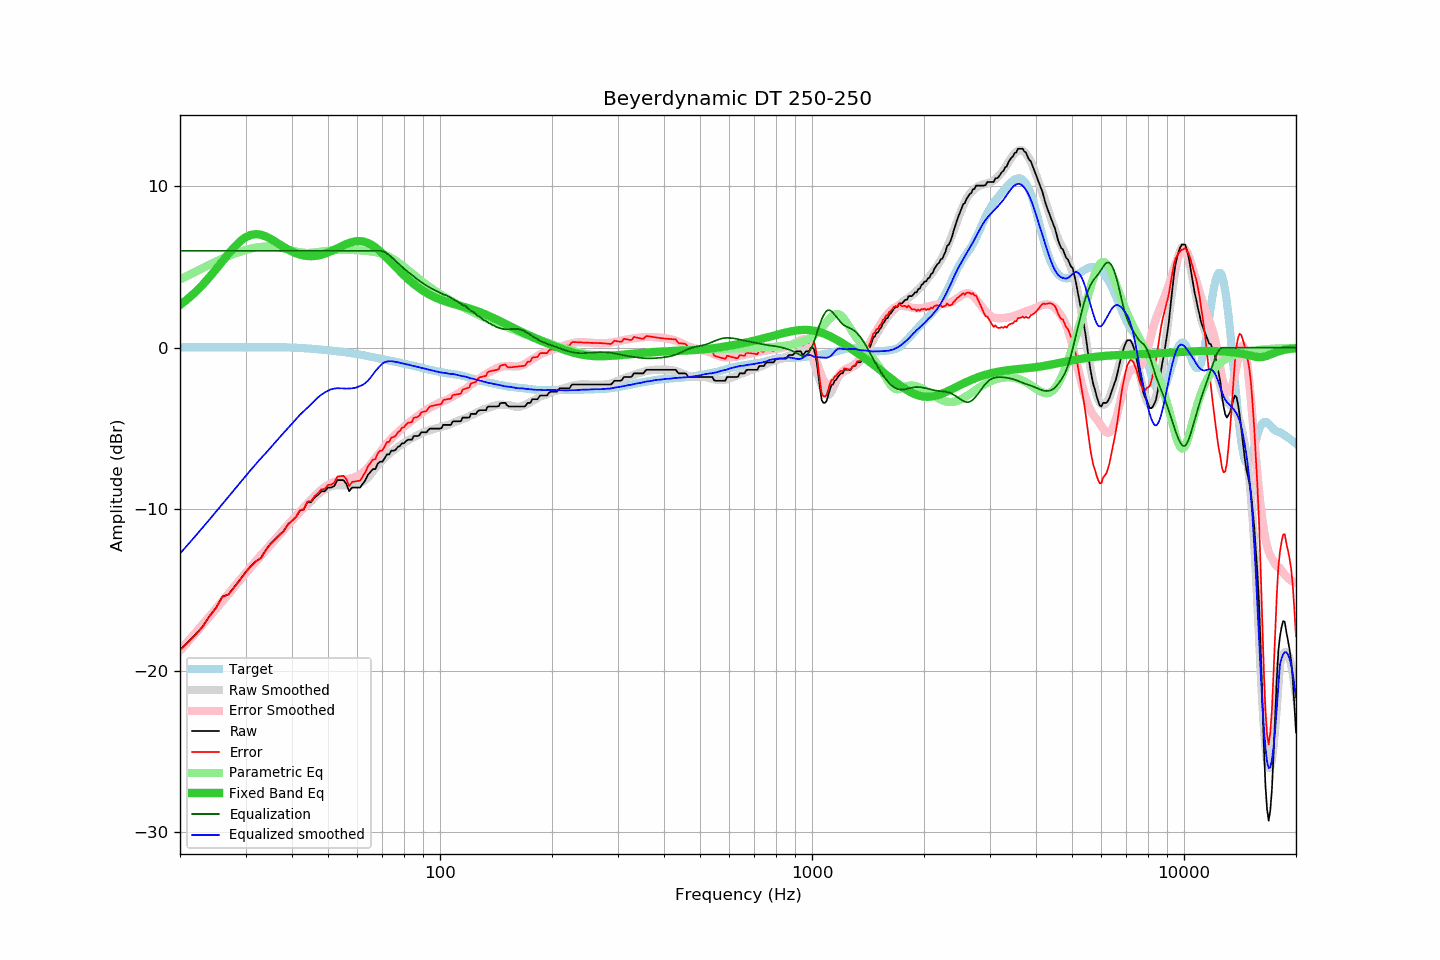 Beyerdynamic DT 250-250
Amplitude (dBr)
10
0
−10
−20
−30
Target
Raw Smoothed
Error Smoothed
Raw
Error
Parametric Eq
Fixed Band Eq
Equalization
Equalized smoothed
100
1000
10000
Frequency (Hz)